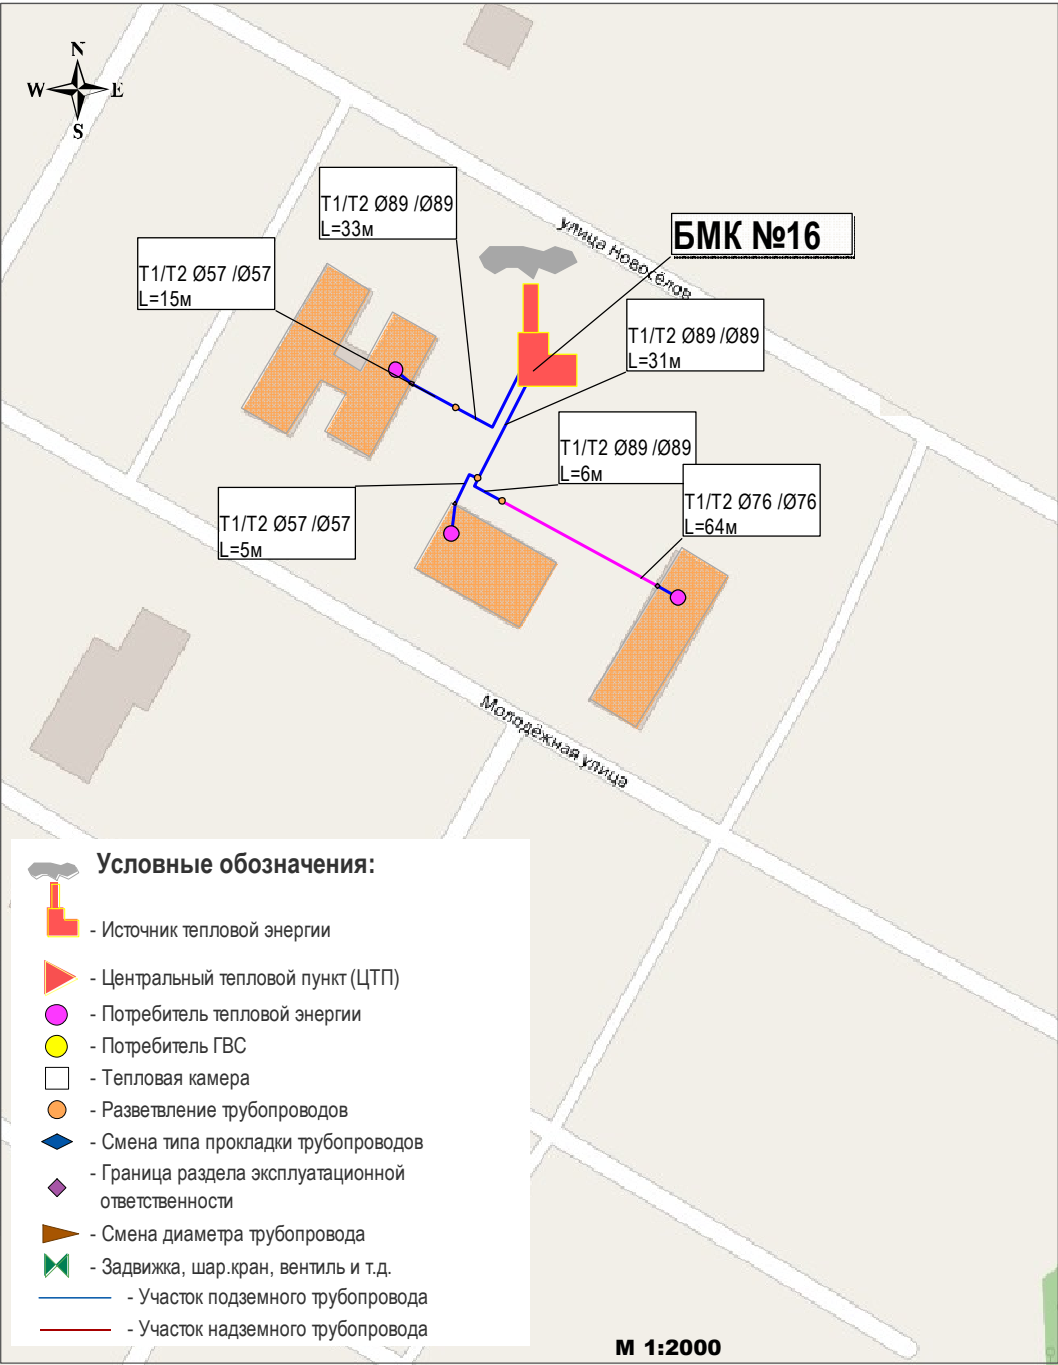 N
W
E
S
T1/T2 Ø89 /Ø89
L=33м
улица Новосёлов
БМК №16
T1/T2 Ø57 /Ø57
L=15м
T1/T2 Ø89 /Ø89
L=31м
T1/T2 Ø89 /Ø89
L=6м
T1/T2 Ø76 /Ø76
L=64м
T1/T2 Ø57 /Ø57
L=5м
Молодёжная улица
Условные обозначения:
- Источник тепловой энергии
- Центральный тепловой пункт (ЦТП)
- Потребитель тепловой энергии
- Потребитель ГВС
- Тепловая камера
- Разветвление трубопроводов
- Смена типа прокладки трубопроводов
- Граница раздела эксплуатационной
ответственности
- Смена диаметра трубопровода
- Задвижка, шар.кран, вентиль и т.д.
- Участок подземного трубопровода
- Участок надземного трубопровода
М 1:2000